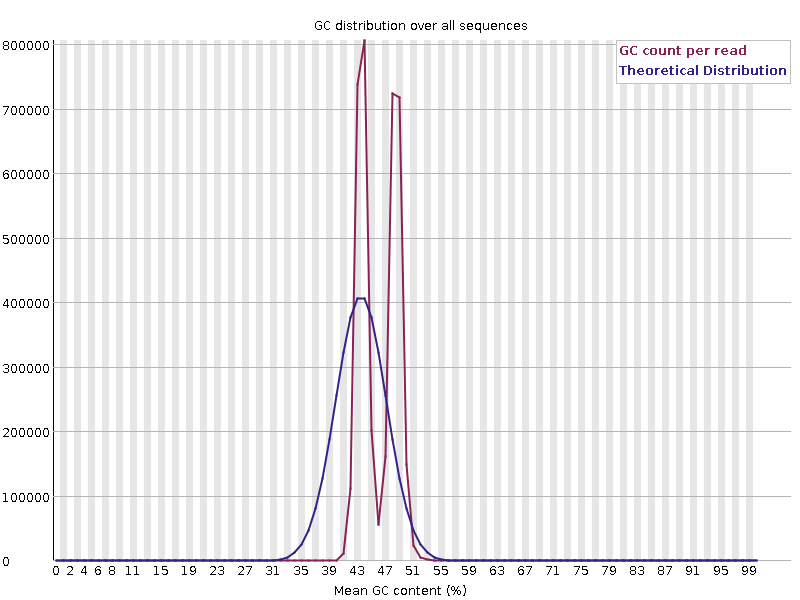 GC distribution over all sequences
GC count per read
Theoretical Distribution
800000
700000
600000
500000
400000
300000
200000
100000
0
0 2 4 6 8 11 15 19 23 27 31 35 39 43 47 51 55 59 63 67 71 75 79 83 87 91 95 99
Mean GC content (%)